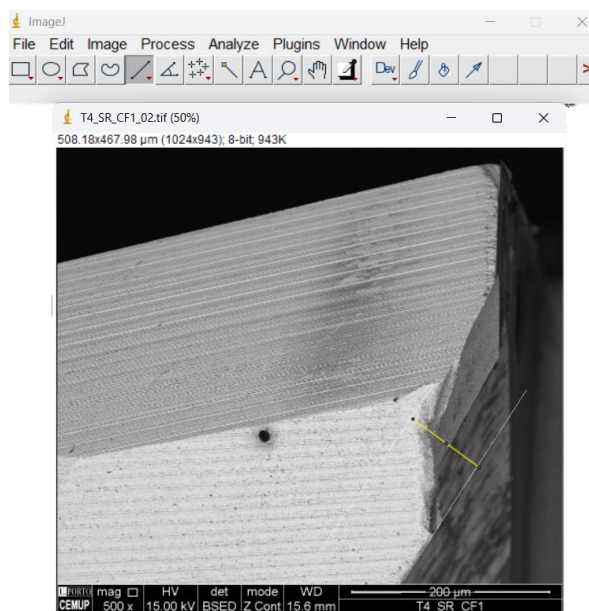 ImageJ
File Edit Image Process Analyze Plugins Window Help
Dev
T4_SR_CF1_02.tif (50%)
508.18x467.98 µm (1024x943); 8-bit; 943K
U.PORTO mag HV det mode WD 200 µm
CEMUP 500 x 15.00 kV BSED Z Cont 15.6 mm T4_SR_CF1